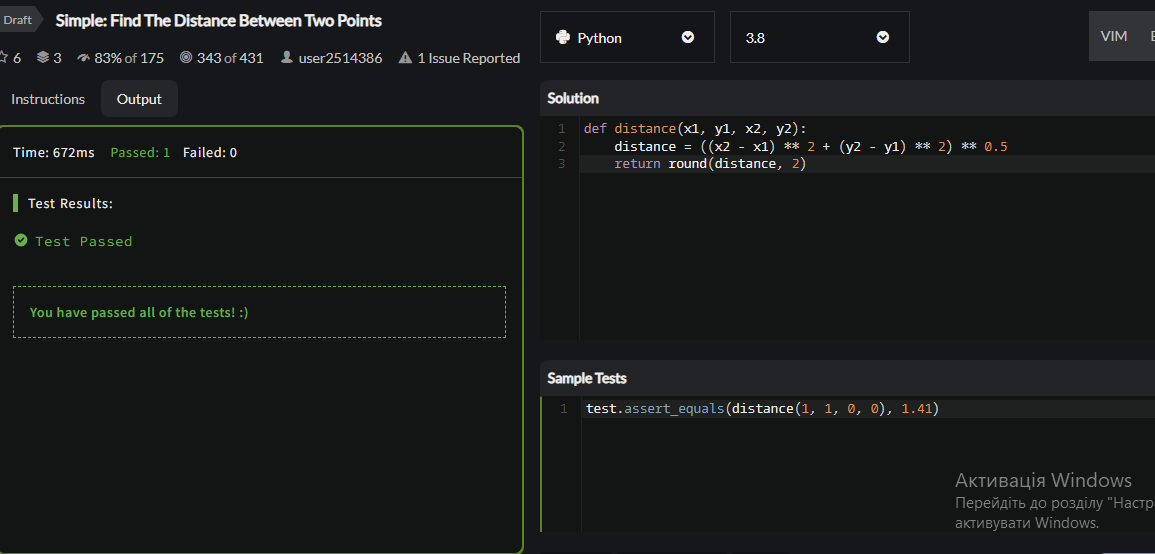 Draft Simple: Find The Distance Between Two Points
6 3 83% of 175 343 of 431 user2514386 1 Issue Reported
Instructions Output
Time: 672ms Passed: 1 Failed: 0
Test Results:
Test Passed
You have passed all of the tests! :)
Python 3.8 VIM
Solution
1 def distance(x1, y1, x2, y2):
2 distance = ((x2 - x1) ** 2 + (y2 - y1) ** 2) ** 0.5
3 return round(distance, 2)
Sample Tests
1 test.assert_equals(distance(1, 1, 0, 0), 1.41)
Активація Windows
Перейдіть до розділу "Настр
активувати Windows.